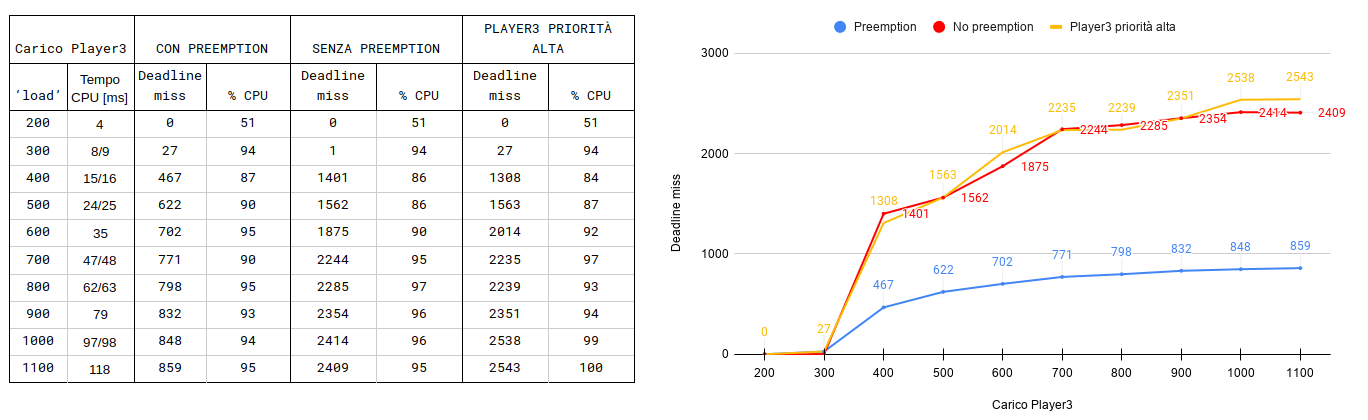 Carico Player3 CON PREEMPTION SENZA PREEMPTION PLAYER3 PRIORITÀ ALTA
‘load’ Tempo CPU [ms] Deadline miss % CPU Deadline miss % CPU Deadline miss % CPU
200 4 0 51 0 51 0 51
300 8/9 27 94 1 94 27 94
400 15/16 467 87 1401 86 1308 84
500 24/25 622 90 1562 86 1563 87
600 35 702 95 1875 90 2014 92
700 47/48 771 90 2244 95 2235 97
800 62/63 798 95 2285 97 2239 93
900 79 832 93 2354 96 2351 94
1000 97/98 848 94 2414 96 2538 99
1100 118 859 95 2409 95 2543 100
Preemption No preemption Player3 priorità alta
Deadline miss
3000
2000
1000
0
0 27 1308 1563 2014 2235 2239 2351 2538 2543
1401 1562 1875 2244 2285 2354 2414 2409
467 622 702 771 798 832 848 859
200 300 400 500 600 700 800 900 1000 1100
Carico Player3